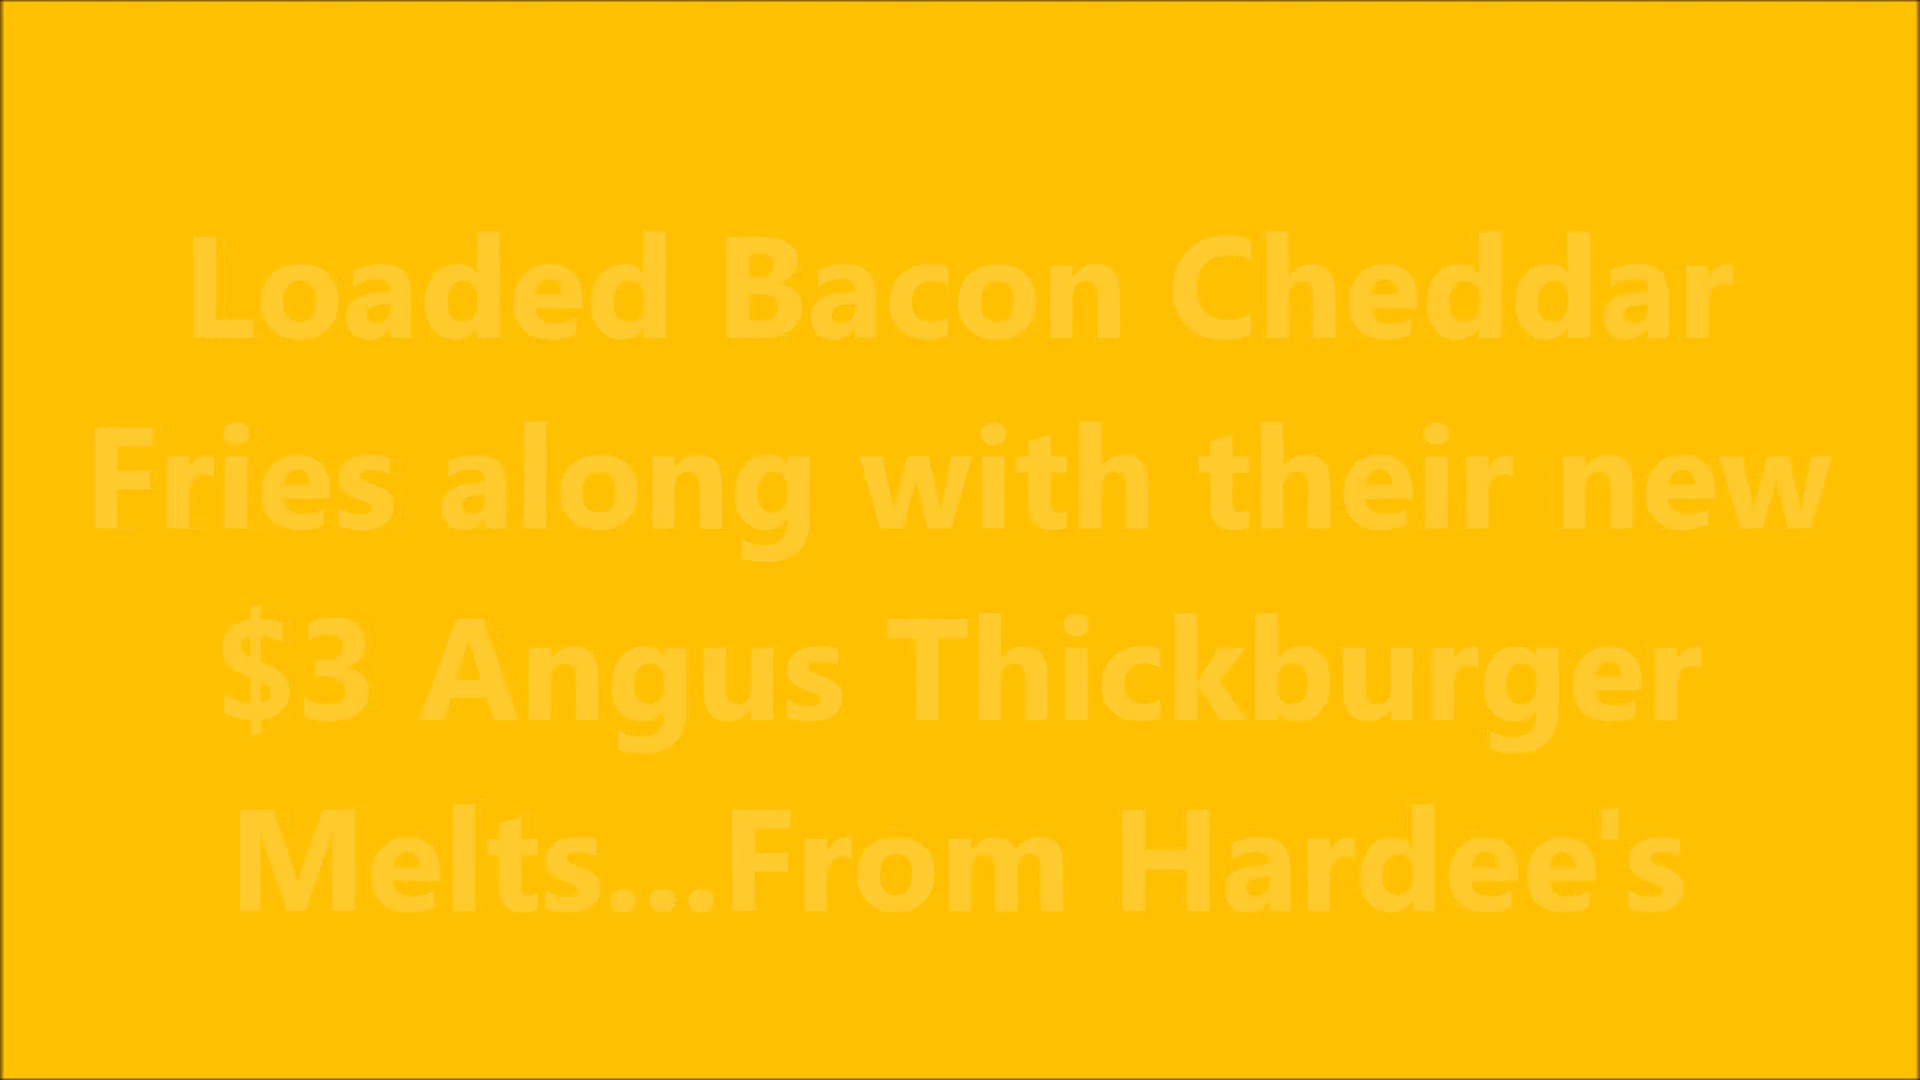 Loaded Bacon Cheddar
Fries along with their new
$3 Angus Thickburger
Melts...From Hardee's